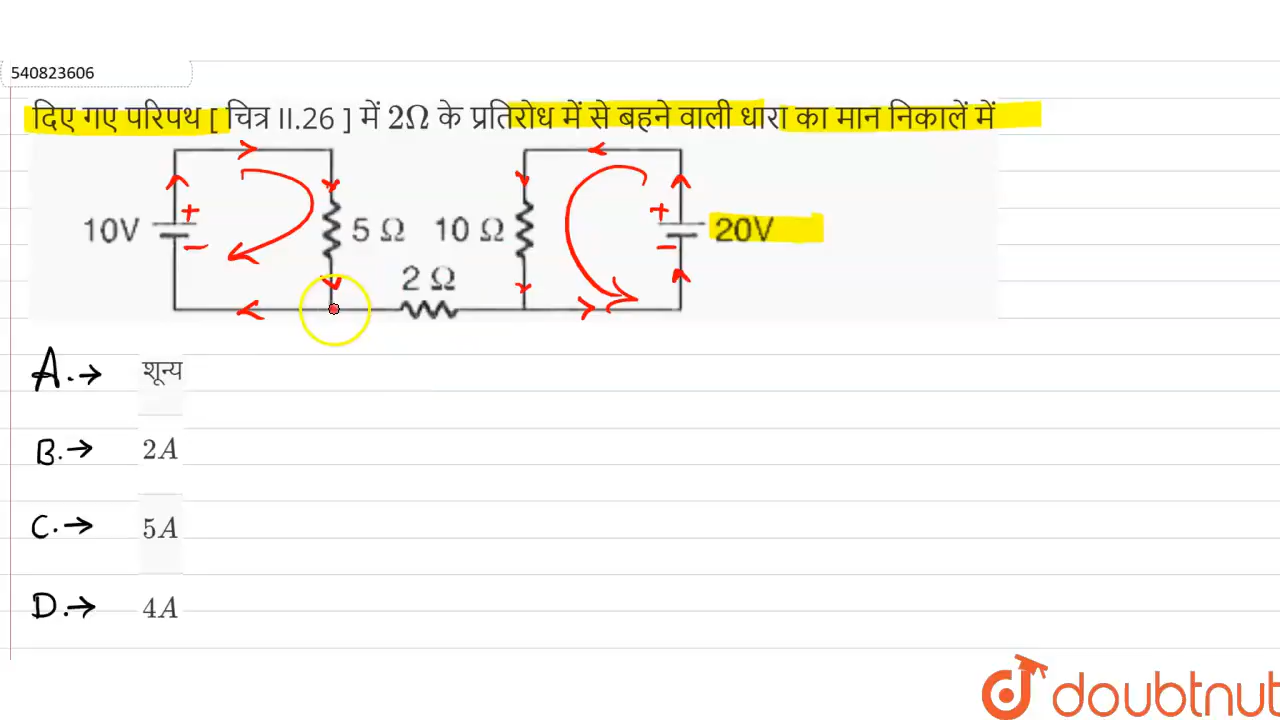 540823606
दिए गए परिपथ [ चित्र II.26 ] में 2Ω के प्रतिरोध में से बहने वाली धारा का मान निकालें में
+ +
10V 5 Ω 10 Ω 20V
− −
2 Ω
A.→ शून्य
B.→ 2A
C.→ 5A
D.→ 4A
doubtnut